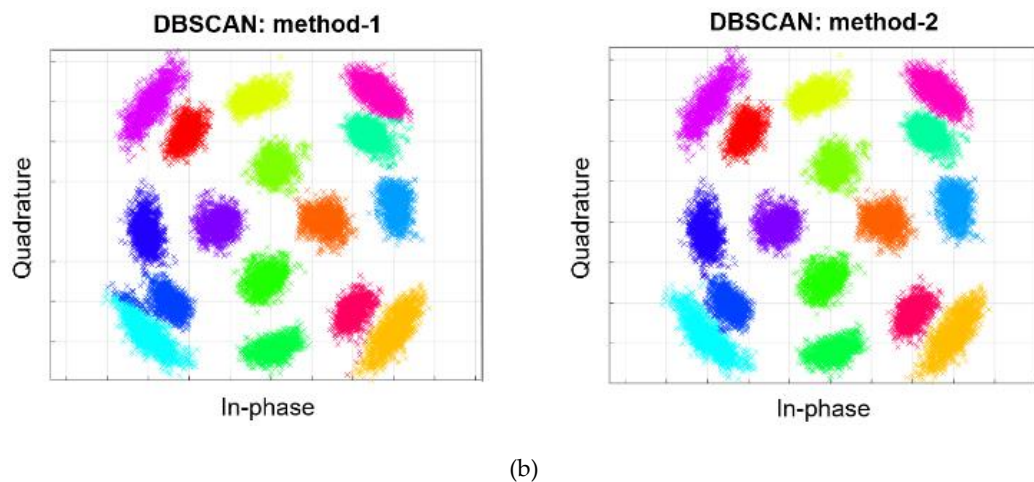 DBSCAN: method-1
DBSCAN: method-2
Quadrature
Quadrature
In-phase
In-phase
(b)